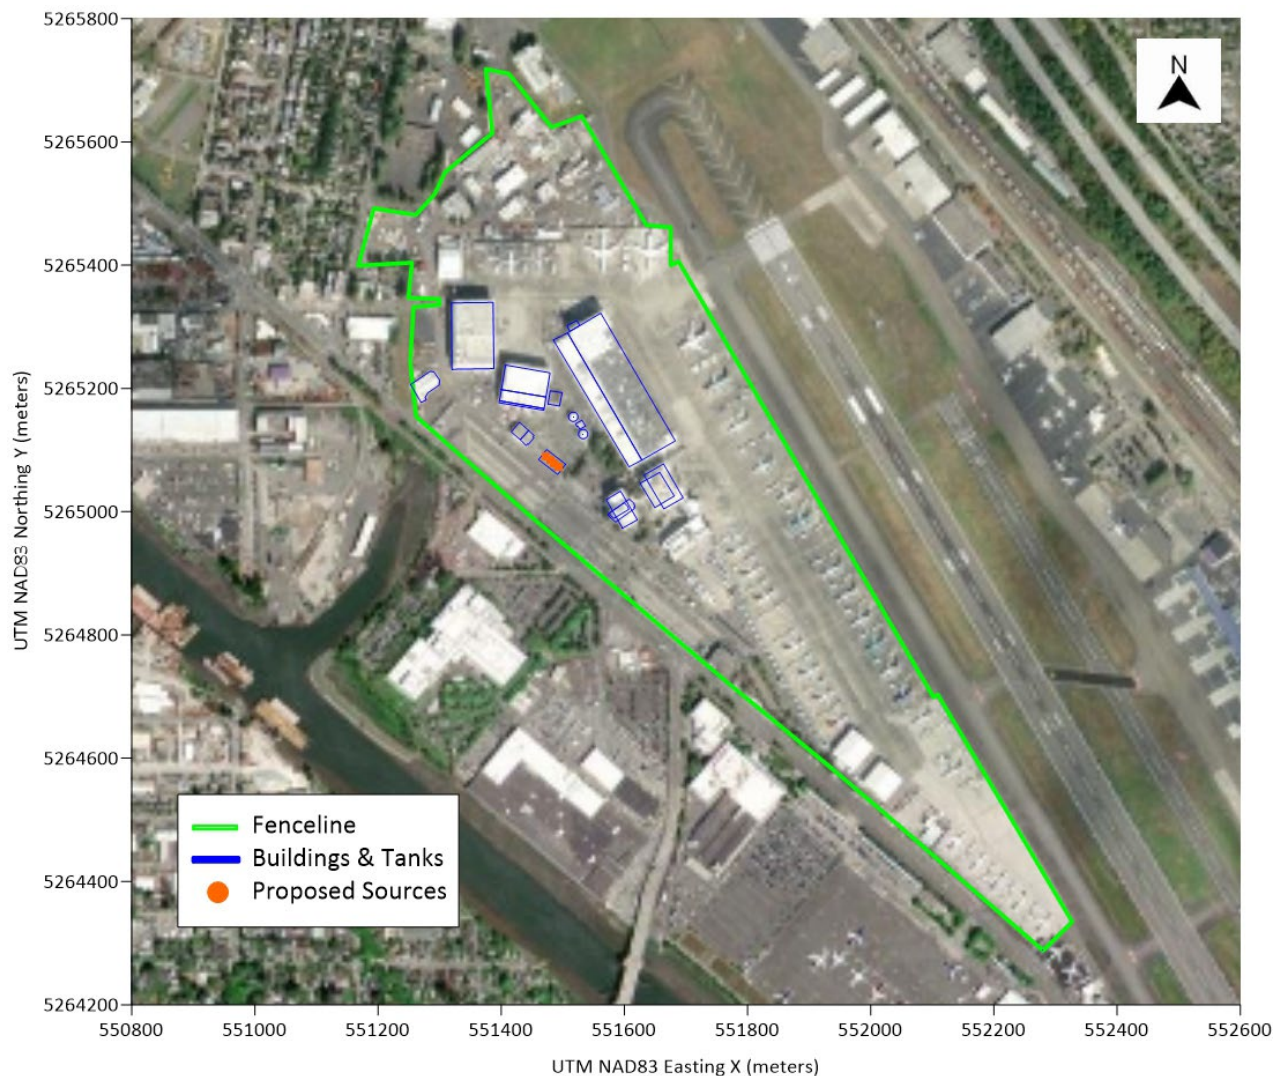 5265800
N
5265600
5265400
5265200
5265000
5264800
5264600
5264400
5264200
UTM NAD83 Northing Y (meters)
Fenceline
Buildings & Tanks
Proposed Sources
550800 551000 551200 551400 551600 551800 552000 552200 552400 552600
UTM NAD83 Easting X (meters)